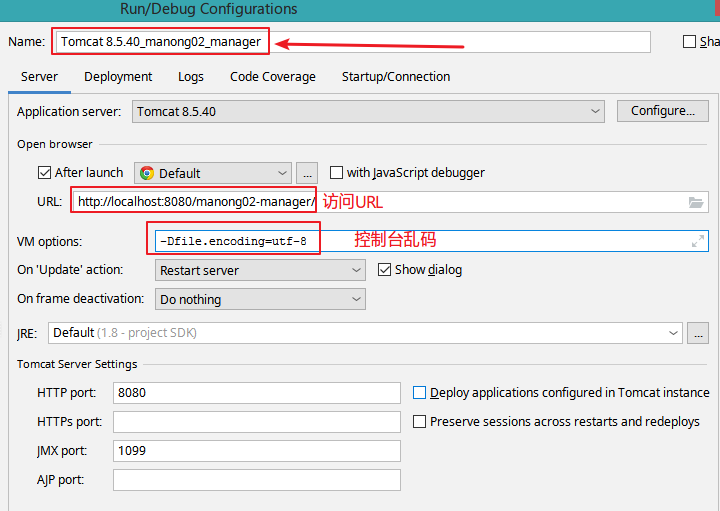 Run/Debug Configurations
Name: Tomcat 8.5.40_manong02_manager Sha
Server Deployment Logs Code Coverage Startup/Connection
Application server: Tomcat 8.5.40 Configure...
Open browser
After launch Default ... with JavaScript debugger
URL: http://localhost:8080/manong02-manager/ 访问URL
VM options: -Dfile.encoding=utf-8 控制台乱码
On 'Update' action: Restart server Show dialog
On frame deactivation: Do nothing
JRE: Default (1.8 - project SDK) ...
Tomcat Server Settings
HTTP port: 8080 Deploy applications configured in Tomcat instance
HTTPs port: Preserve sessions across restarts and redeploys
JMX port: 1099
AJP port: